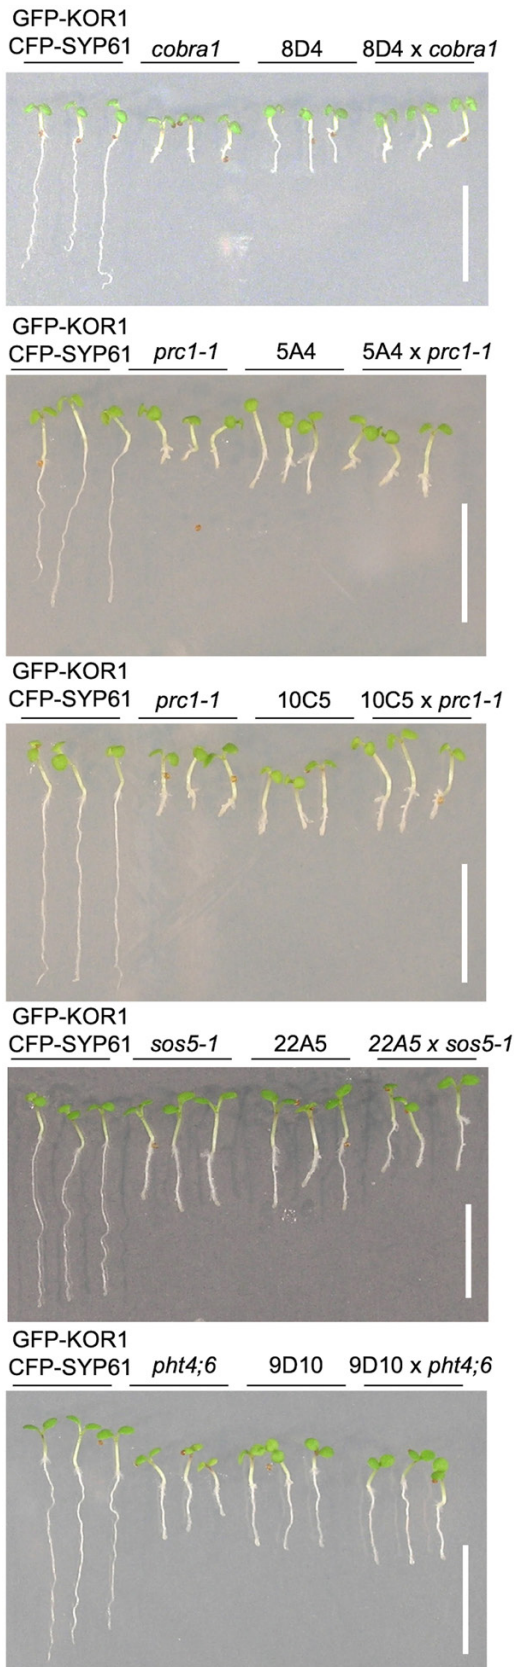 GFP-KOR1
CFP-SYP61 cobra1 8D4 8D4 x cobra1
GFP-KOR1
CFP-SYP61 prc1-1 5A4 5A4 x prc1-1
GFP-KOR1
CFP-SYP61 prc1-1 10C5 10C5 x prc1-1
GFP-KOR1
CFP-SYP61 sos5-1 22A5 22A5 x sos5-1
GFP-KOR1
CFP-SYP61 pht4;6 9D10 9D10 x pht4;6